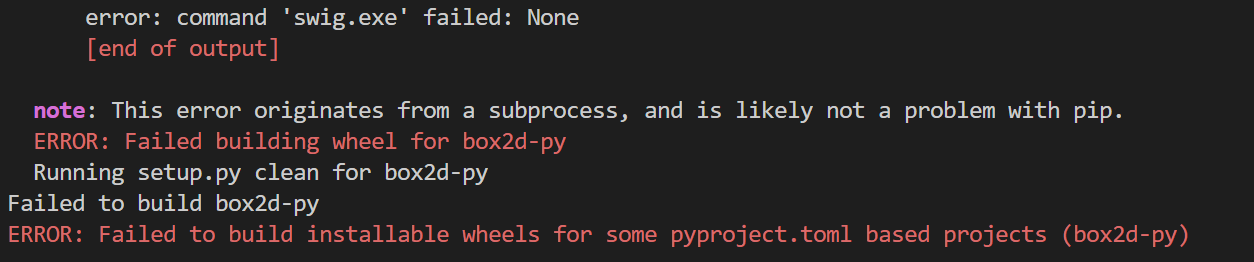 error: command 'swig.exe' failed: None
[end of output]
note: This error originates from a subprocess, and is likely not a problem with pip.
ERROR: Failed building wheel for box2d-py
Running setup.py clean for box2d-py
Failed to build box2d-py
ERROR: Failed to build installable wheels for some pyproject.toml based projects (box2d-py)